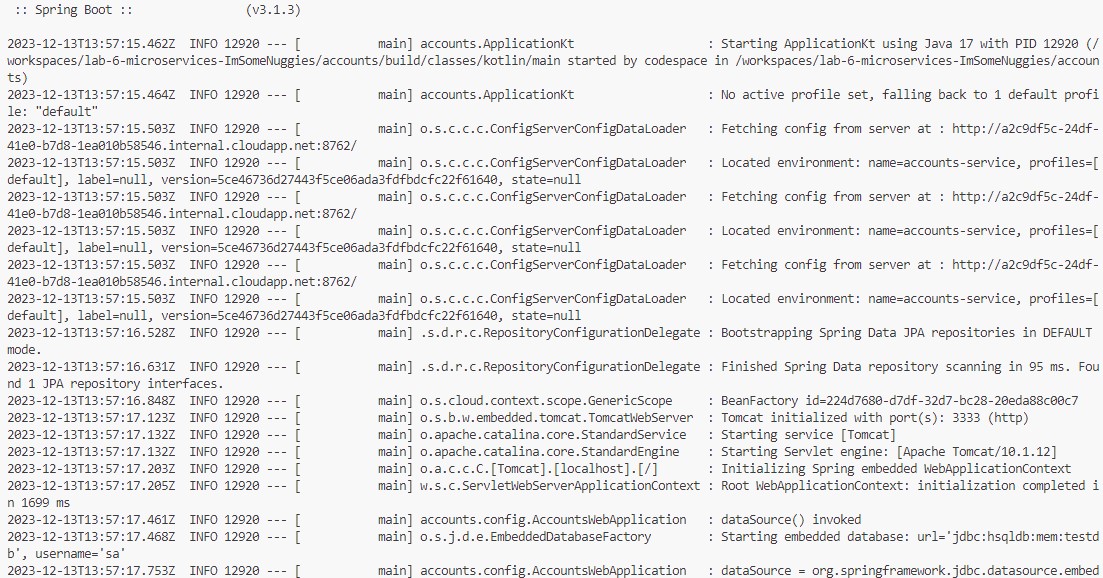 :: Spring Boot ::                (v3.1.3)
2023-12-13T13:57:15.462Z  INFO 12920 --- [           main] accounts.ApplicationKt                   : Starting ApplicationKt using Java 17 with PID 12920 (/
workspaces/lab-6-microservices-ImSomeNuggies/accounts/build/classes/kotlin/main started by codespace in /workspaces/lab-6-microservices-ImSomeNuggies/accoun
ts)
2023-12-13T13:57:15.464Z  INFO 12920 --- [           main] accounts.ApplicationKt                   : No active profile set, falling back to 1 default profi
le: "default"
2023-12-13T13:57:15.503Z  INFO 12920 --- [           main] o.s.c.c.c.ConfigServerConfigDataLoader   : Fetching config from server at : http://a2c9df5c-24df-
41e0-b7d8-1ea010b58546.internal.cloudapp.net:8762/
2023-12-13T13:57:15.503Z  INFO 12920 --- [           main] o.s.c.c.c.ConfigServerConfigDataLoader   : Located environment: name=accounts-service, profiles=[
default], label=null, version=5ce46736d27443f5ce06ada3fdfbdcfc22f61640, state=null
2023-12-13T13:57:15.503Z  INFO 12920 --- [           main] o.s.c.c.c.ConfigServerConfigDataLoader   : Fetching config from server at : http://a2c9df5c-24df-
41e0-b7d8-1ea010b58546.internal.cloudapp.net:8762/
2023-12-13T13:57:15.503Z  INFO 12920 --- [           main] o.s.c.c.c.ConfigServerConfigDataLoader   : Located environment: name=accounts-service, profiles=[
default], label=null, version=5ce46736d27443f5ce06ada3fdfbdcfc22f61640, state=null
2023-12-13T13:57:15.503Z  INFO 12920 --- [           main] o.s.c.c.c.ConfigServerConfigDataLoader   : Fetching config from server at : http://a2c9df5c-24df-
41e0-b7d8-1ea010b58546.internal.cloudapp.net:8762/
2023-12-13T13:57:15.503Z  INFO 12920 --- [           main] o.s.c.c.c.ConfigServerConfigDataLoader   : Located environment: name=accounts-service, profiles=[
default], label=null, version=5ce46736d27443f5ce06ada3fdfbdcfc22f61640, state=null
2023-12-13T13:57:16.528Z  INFO 12920 --- [           main] .s.d.r.c.RepositoryConfigurationDelegate : Bootstrapping Spring Data JPA repositories in DEFAULT
mode.
2023-12-13T13:57:16.631Z  INFO 12920 --- [           main] .s.d.r.c.RepositoryConfigurationDelegate : Finished Spring Data repository scanning in 95 ms. Fou
nd 1 JPA repository interfaces.
2023-12-13T13:57:16.848Z  INFO 12920 --- [           main] o.s.cloud.context.scope.GenericScope     : BeanFactory id=224d7680-d7df-32d7-bc28-20eda88c00c7
2023-12-13T13:57:17.123Z  INFO 12920 --- [           main] o.s.b.w.embedded.tomcat.TomcatWebServer  : Tomcat initialized with port(s): 3333 (http)
2023-12-13T13:57:17.132Z  INFO 12920 --- [           main] o.apache.catalina.core.StandardService   : Starting service [Tomcat]
2023-12-13T13:57:17.132Z  INFO 12920 --- [           main] o.apache.catalina.core.StandardEngine    : Starting Servlet engine: [Apache Tomcat/10.1.12]
2023-12-13T13:57:17.203Z  INFO 12920 --- [           main] o.a.c.c.C.[Tomcat].[localhost].[/]       : Initializing Spring embedded WebApplicationContext
2023-12-13T13:57:17.205Z  INFO 12920 --- [           main] w.s.c.ServletWebServerApplicationContext : Root WebApplicationContext: initialization completed i
n 1699 ms
2023-12-13T13:57:17.461Z  INFO 12920 --- [           main] accounts.config.AccountsWebApplication   : dataSource() invoked
2023-12-13T13:57:17.468Z  INFO 12920 --- [           main] o.s.j.d.e.EmbeddedDatabaseFactory        : Starting embedded database: url='jdbc:hsqldb:mem:testd
b', username='sa'
2023-12-13T13:57:17.753Z  INFO 12920 --- [           main] accounts.config.AccountsWebApplication   : dataSource = org.springframework.jdbc.datasource.embed